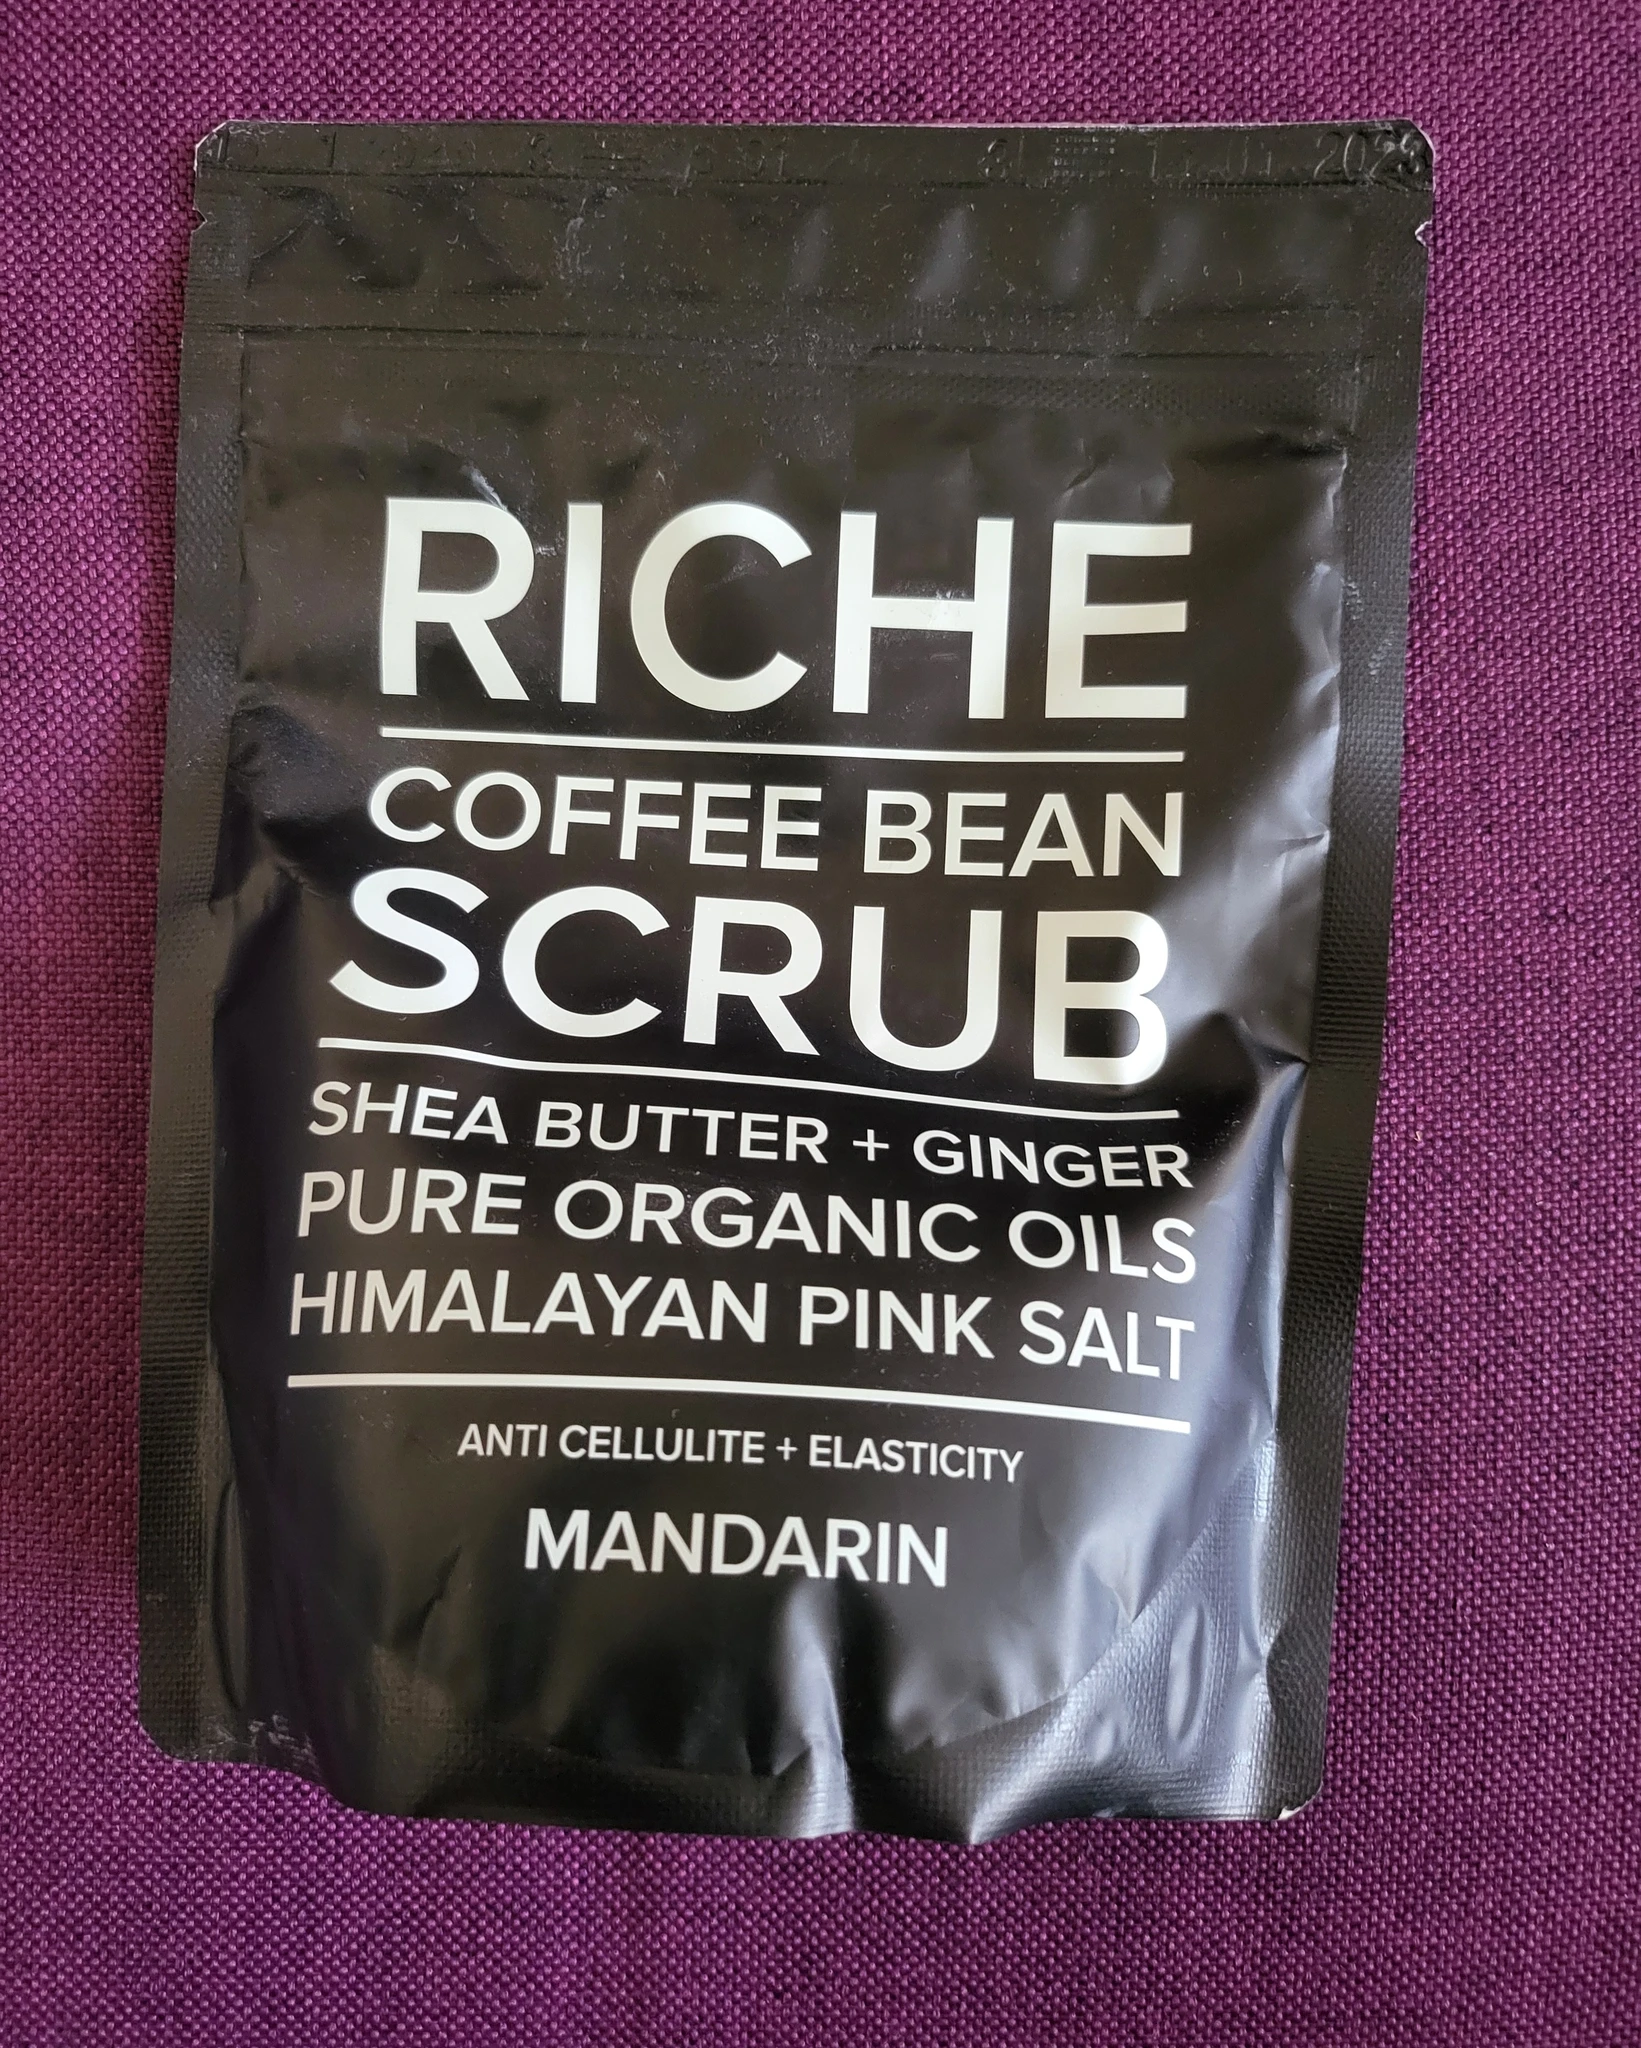 RICHE
COFFEE BEAN
SCRUB
SHEA BUTTER + GINGER
PURE ORGANIC OILS
HIMALAYAN PINK SALT
ANTI CELLULITE + ELASTICITY
MANDARIN